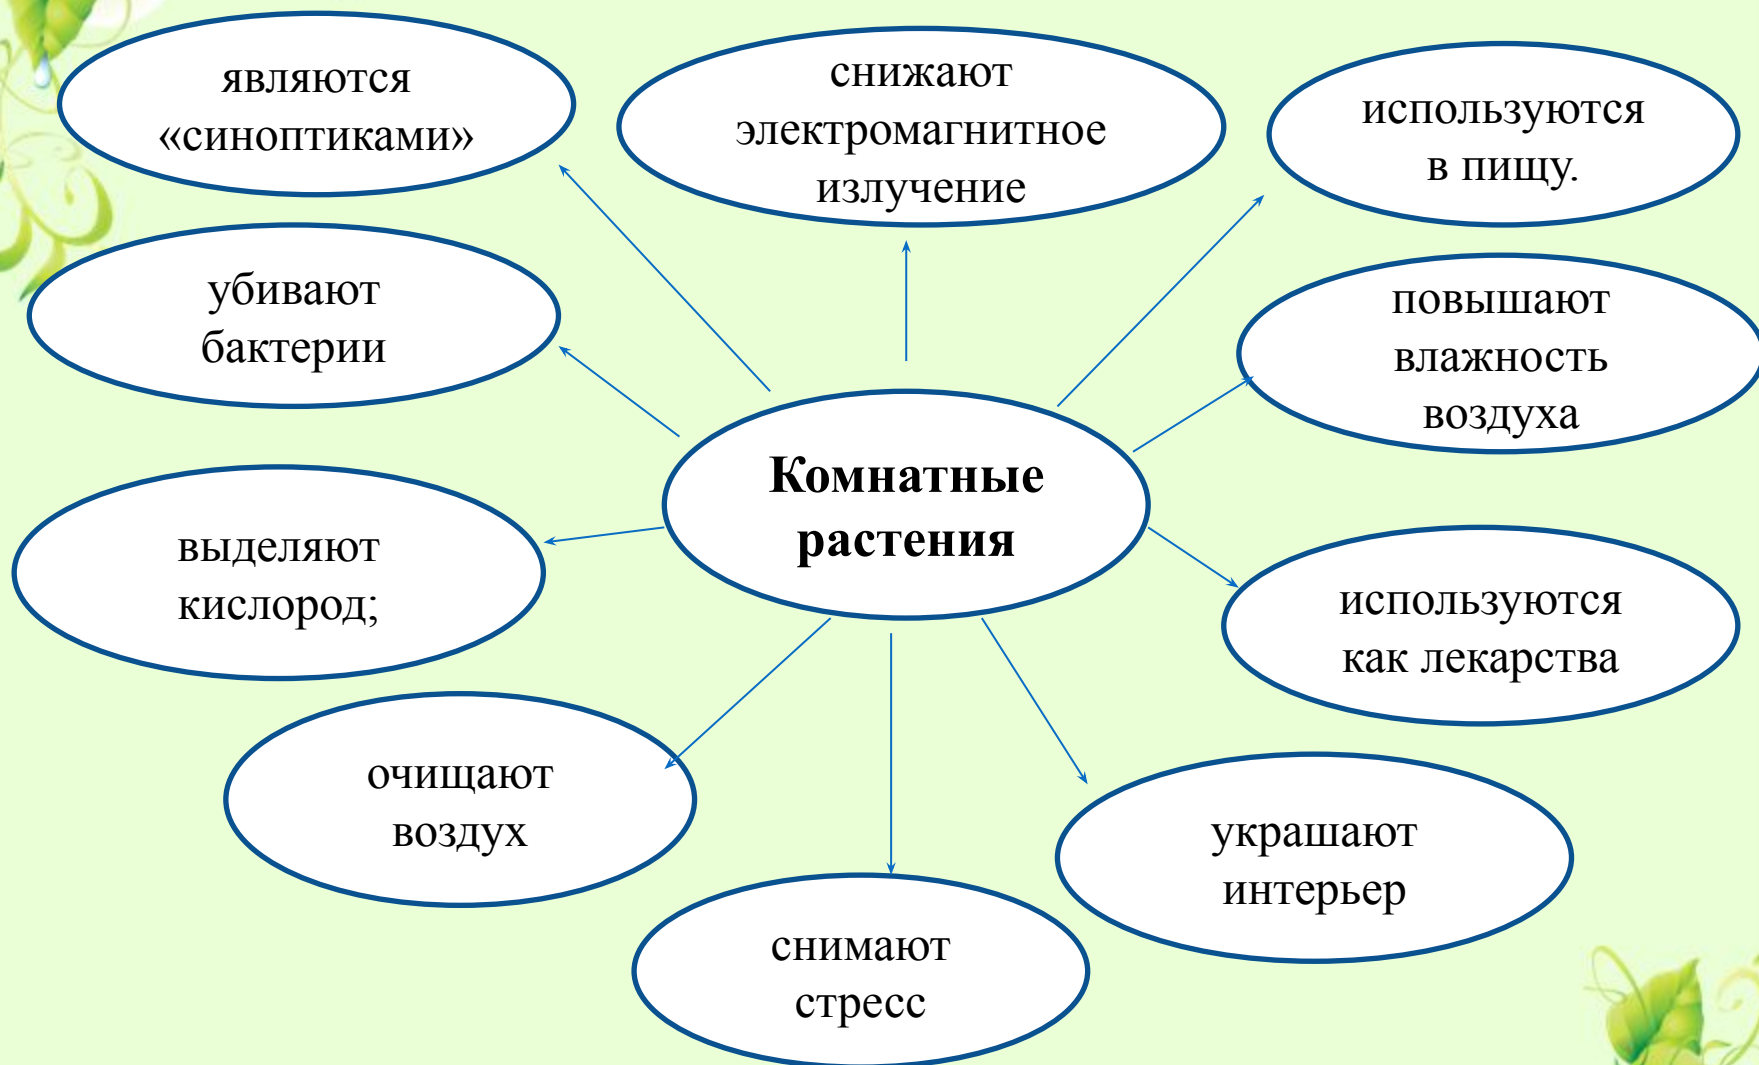 являются
«синоптиками»
снижают
электромагнитное
излучение
используются
в пищу.
убивают
бактерии
повышают
влажность
воздуха
Комнатные
растения
выделяют
кислород;
используются
как лекарства
очищают
воздух
украшают
интерьер
снимают
стресс